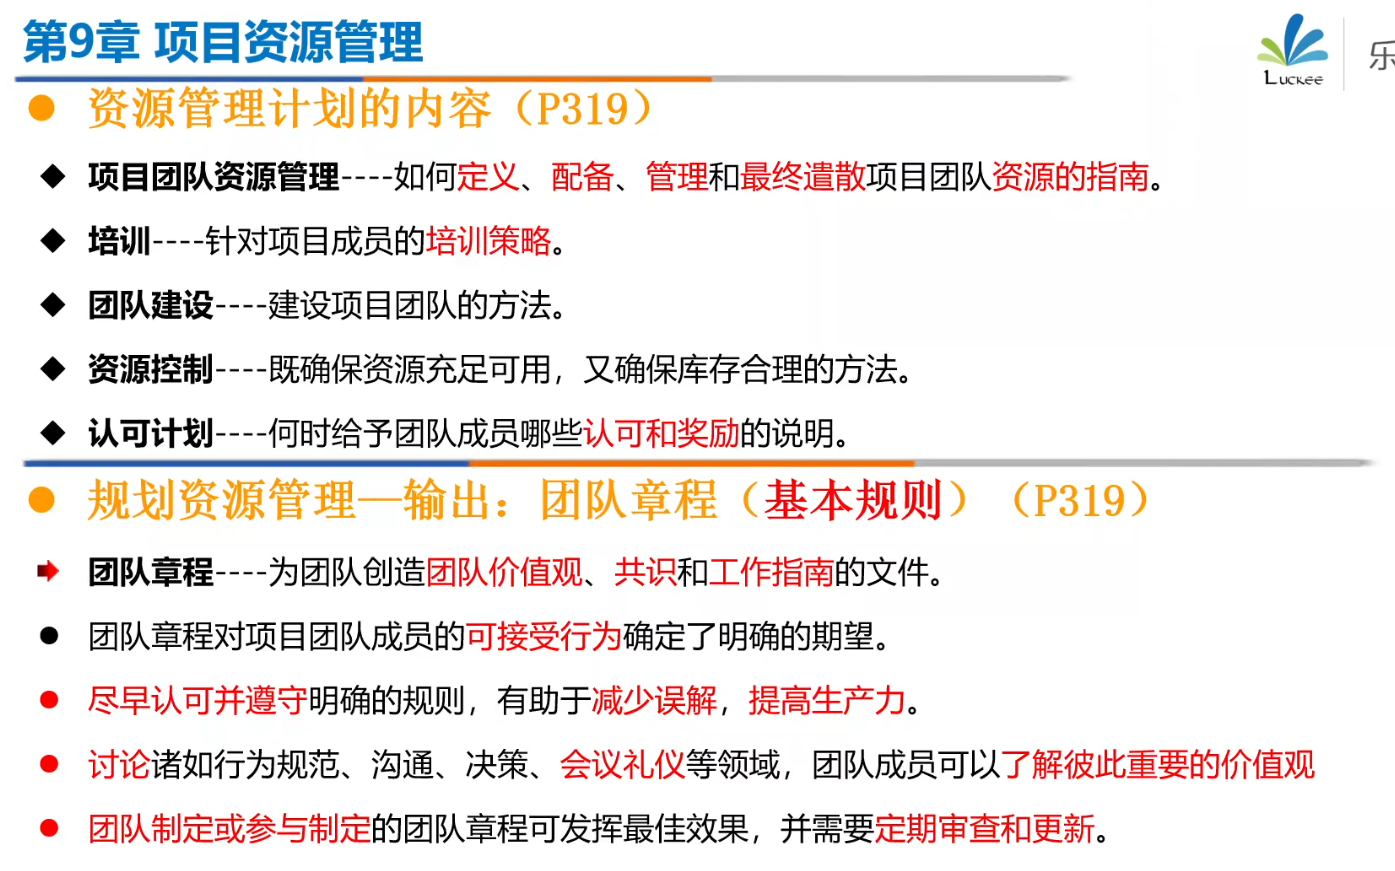 第9章 项目资源管理
LUCKEE
乐
资源管理计划的内容（P319）
项目团队资源管理----如何定义、配备、管理和最终遣散项目团队资源的指南。
培训----针对项目成员的培训策略。
团队建设----建设项目团队的方法。
资源控制----既确保资源充足可用，又确保库存合理的方法。
认可计划----何时给予团队成员哪些认可和奖励的说明。
规划资源管理—输出：团队章程（基本规则）（P319）
团队章程----为团队创造团队价值观、共识和工作指南的文件。
团队章程对项目团队成员的可接受行为确定了明确的期望。
尽早认可并遵守明确的规则，有助于减少误解，提高生产力。
讨论诸如行为规范、沟通、决策、会议礼仪等领域，团队成员可以了解彼此重要的价值观
团队制定或参与制定的团队章程可发挥最佳效果，并需要定期审查和更新。